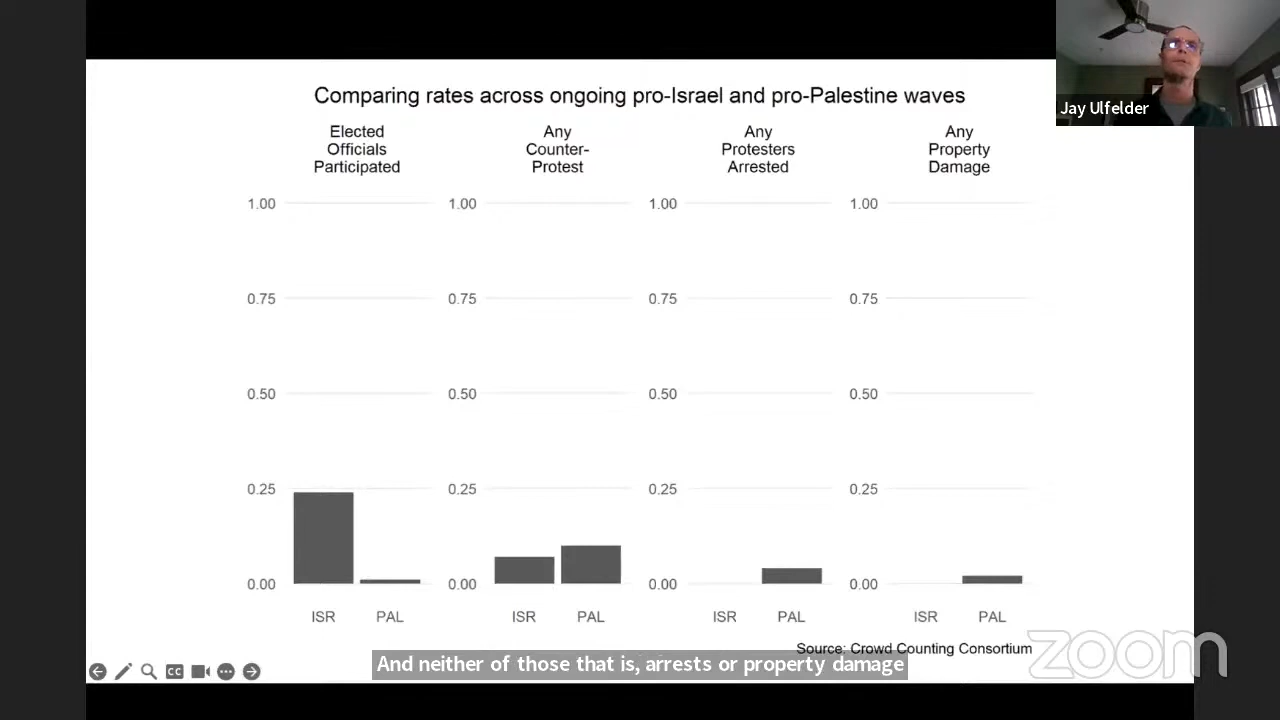 Comparing rates across ongoing pro-Israel and pro-Palestine waves
Jay Ulfelder
Elected
Officials
Participated
Any
Counter-
Protest
Any
Protesters
Arrested
Any
Property
Damage
1.00 1.00 1.00 1.00
0.75 0.75 0.75 0.75
0.50 0.50 0.50 0.50
0.25 0.25 0.25 0.25
0.00 0.00 0.00 0.00
ISR PAL ISR PAL ISR PAL ISR PAL
Source: Crowd Counting Consortium
And neither of those that is, arrests or property damage
CC
zoom